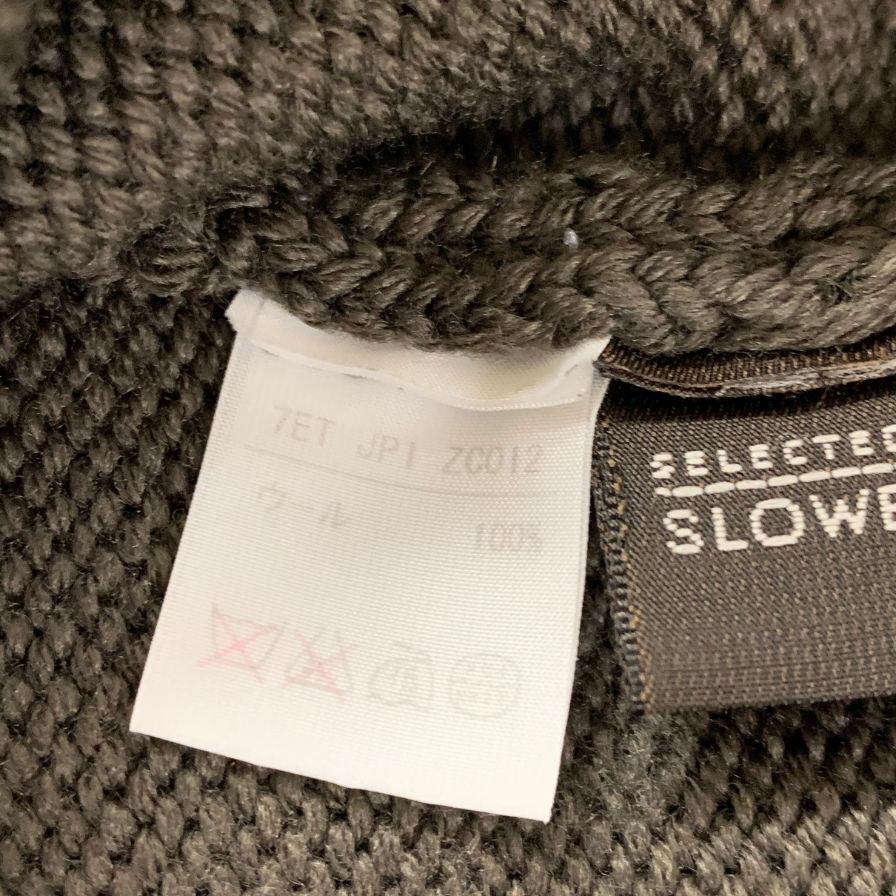 7ET JP1 ZC012
ウール 100%
SELECTED
SLOWE